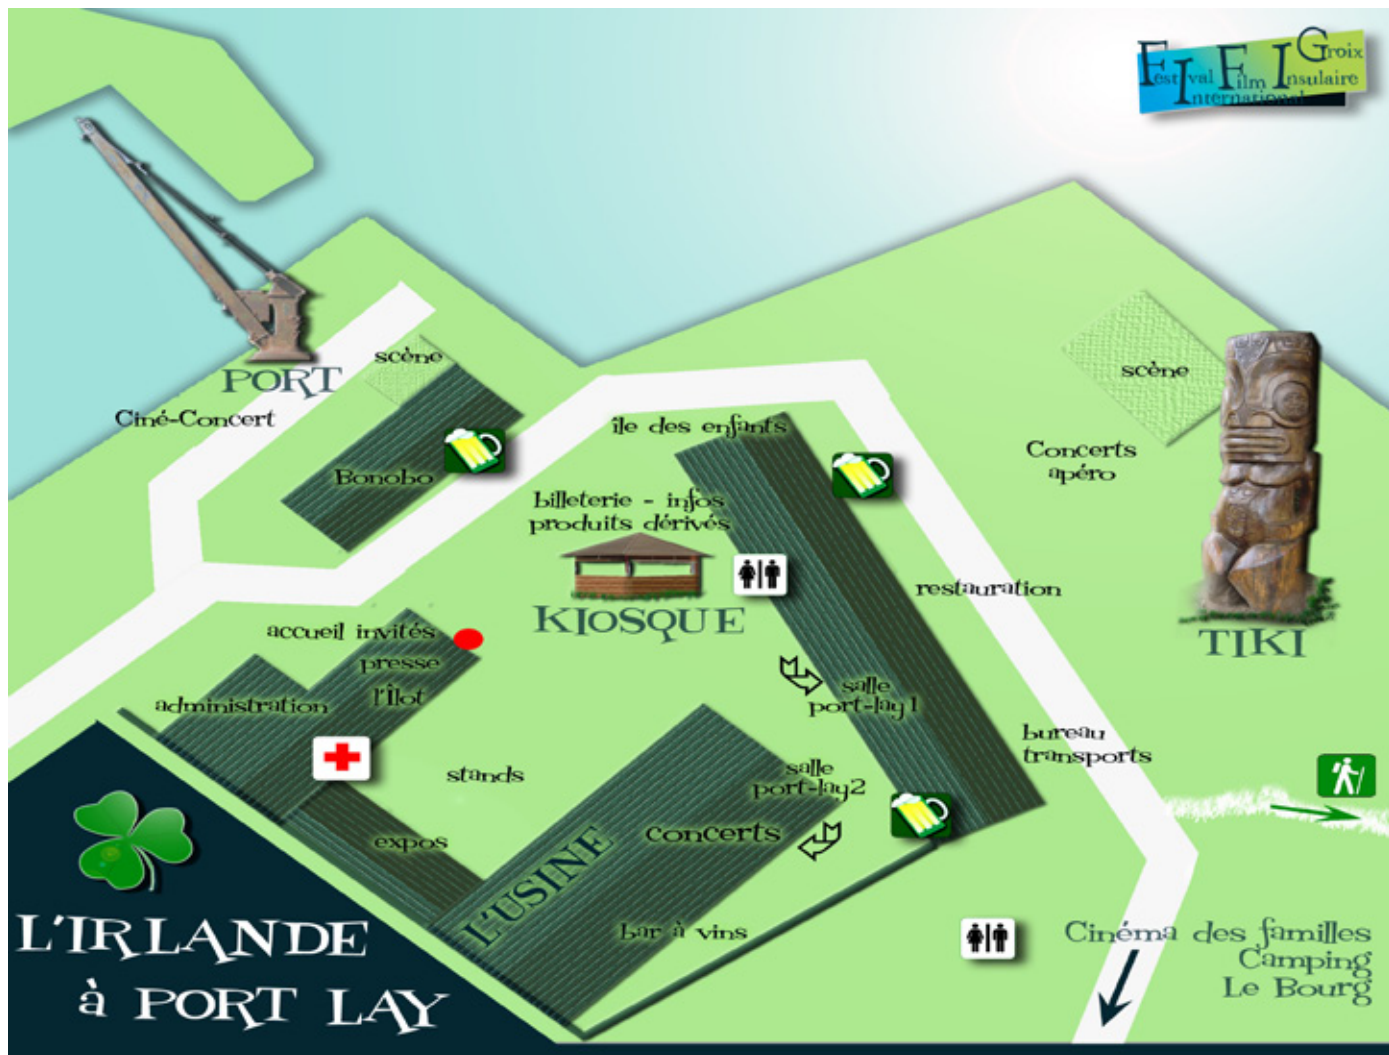 Festival Film Insulaire Groix
International
scène
PORT
Ciné-Concert
Bonobo
île des enfants
billeterie - infos
produits dérivés
KIOSQUE
scène
Concerts
apéro
TIKI
restauration
accueil invités
presse
l'Îlot
administration
salle
port-lay1
bureau
transports
stands
salle
port-lay2
expos
concerts
L'USINE
bar à vins
Cinéma des familles
Camping
Le Bourg
L'IRLANDE
à PORT LAY